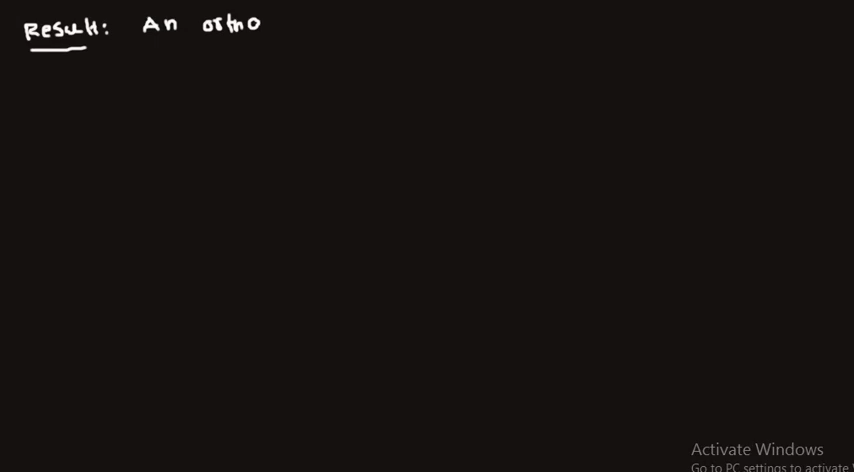 Result: An ortho
Activate Windows
Go to PC settings to activate